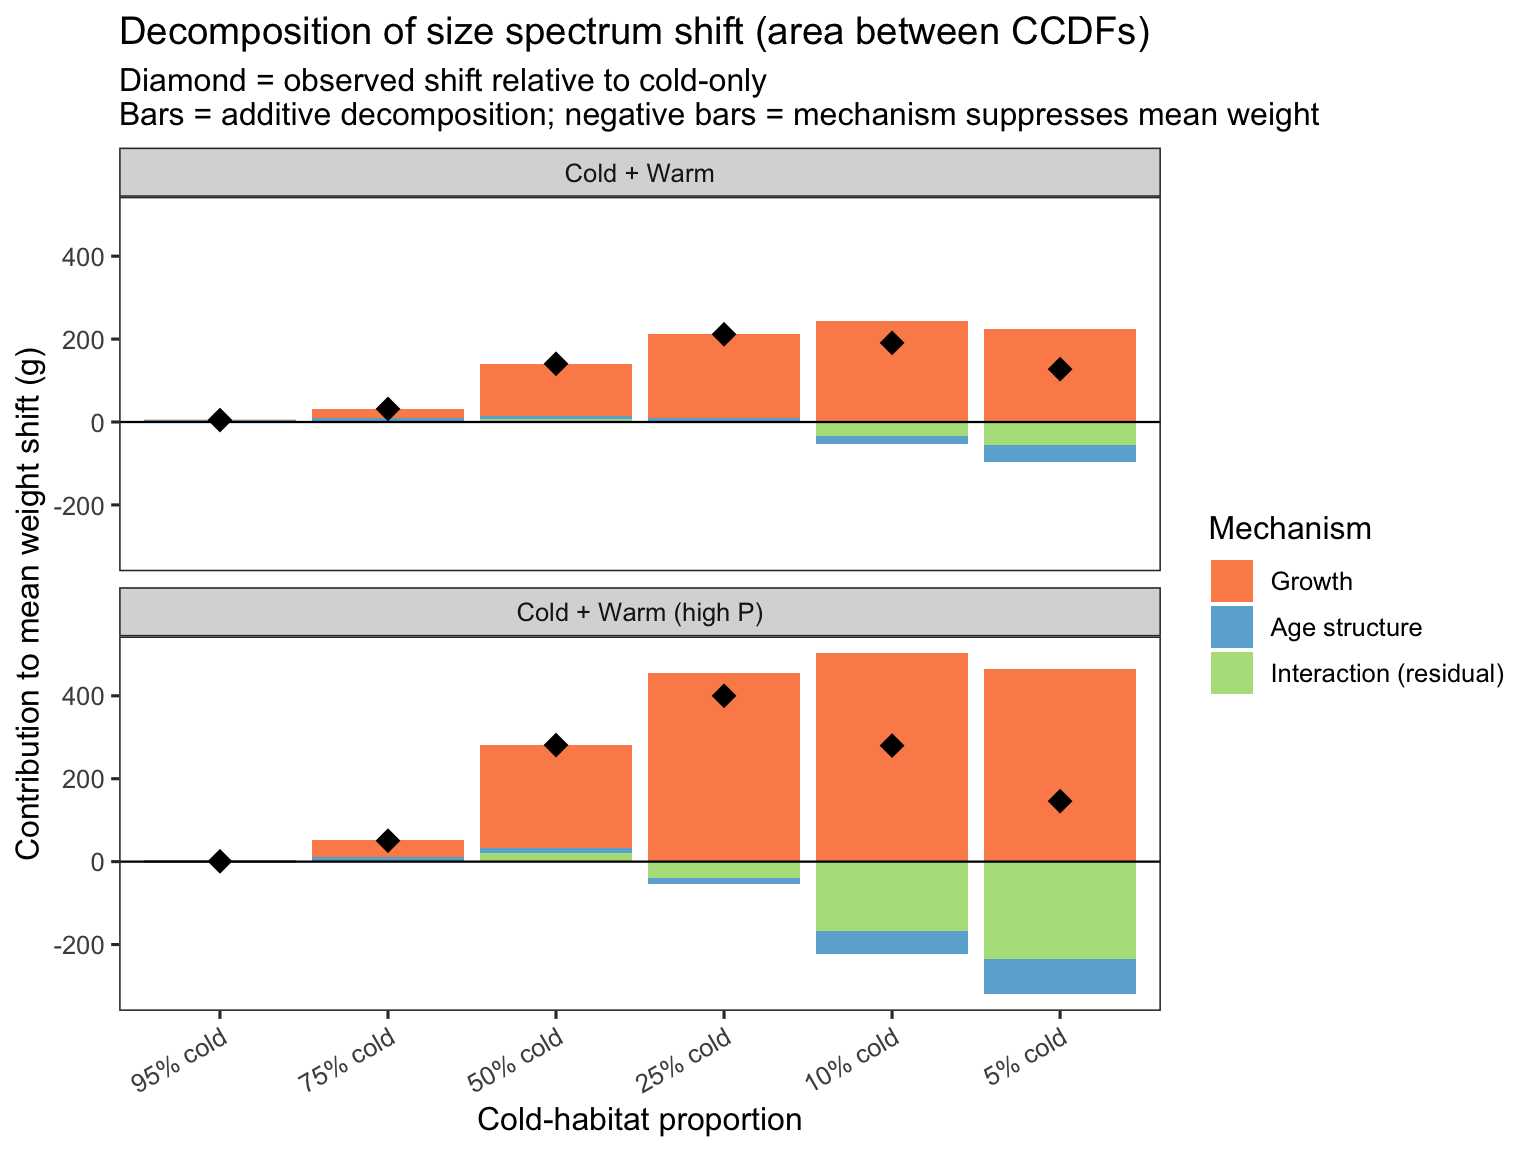 Decomposition of size spectrum shift (area between CCDFs)
Diamond = observed shift relative to cold-only
Bars = additive decomposition; negative bars = mechanism suppresses mean weight
Cold + Warm
400
200
0
-200
Cold + Warm (high P)
400
200
0
-200
Contribution to mean weight shift (g)
95% cold
75% cold
50% cold
25% cold
10% cold
5% cold
Cold-habitat proportion
Mechanism
Growth
Age structure
Interaction (residual)